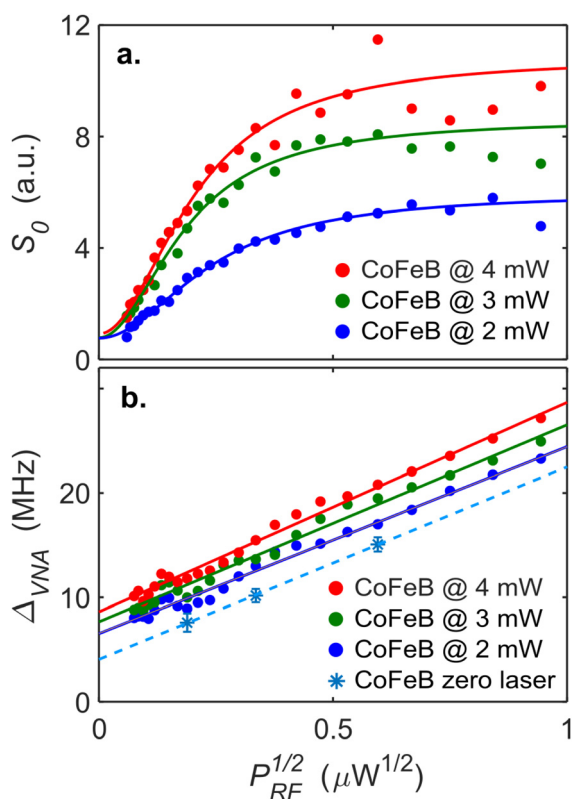 12
a.
8
S₀ (a.u.)
4
CoFeB @ 4 mW
CoFeB @ 3 mW
CoFeB @ 2 mW
0
b.
20
Δ_VNA (MHz)
10
CoFeB @ 4 mW
CoFeB @ 3 mW
CoFeB @ 2 mW
CoFeB zero laser
0
0 0.5 1
P_RF^1/2 (μW^1/2)